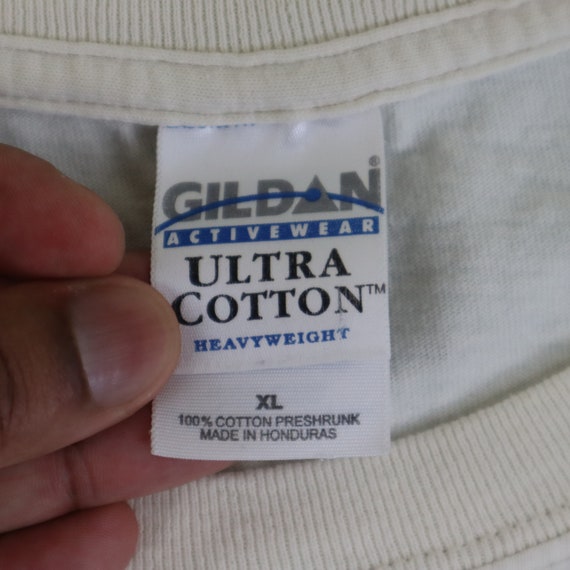 GILDAN
ACTIVEWEAR
ULTRA
COTTON™
HEAVYWEIGHT
XL
100% COTTON PRESHRUNK
MADE IN HONDURAS